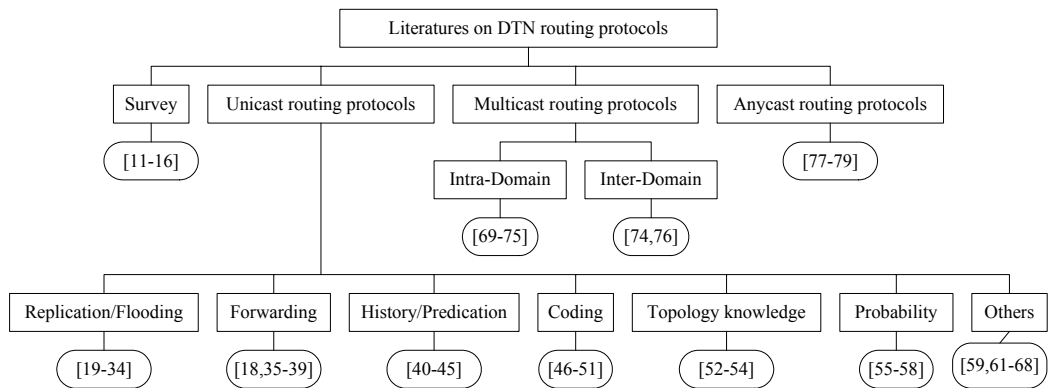 Literatures on DTN routing protocols
Survey
Unicast routing protocols
Multicast routing protocols
Anycast routing protocols
[11-16]
[77-79]
Intra-Domain
Inter-Domain
[69-75]
[74,76]
Replication/Flooding
Forwarding
History/Predication
Coding
Topology knowledge
Probability
Others
[19-34]
[18,35-39]
[40-45]
[46-51]
[52-54]
[55-58]
[59,61-68]